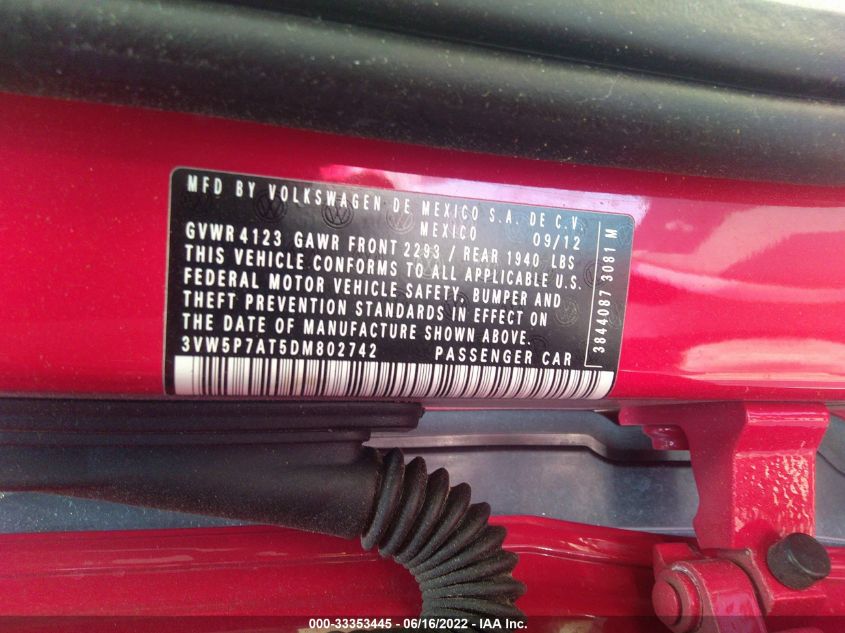 MFD BY VOLKSWAGEN DE MEXICO S.A. DE C.V.
MEXICO 09/12
GVWR 4123 GAWR FRONT 2293 / REAR 1940 LBS
THIS VEHICLE CONFORMS TO ALL APPLICABLE U.S.
FEDERAL MOTOR VEHICLE SAFETY, BUMPER AND
THEFT PREVENTION STANDARDS IN EFFECT ON
THE DATE OF MANUFACTURE SHOWN ABOVE.
3VW5P7AT5DM802742 PASSENGER CAR
3844087 3081 M
000-33353445 - 06/16/2022 - IAA Inc.